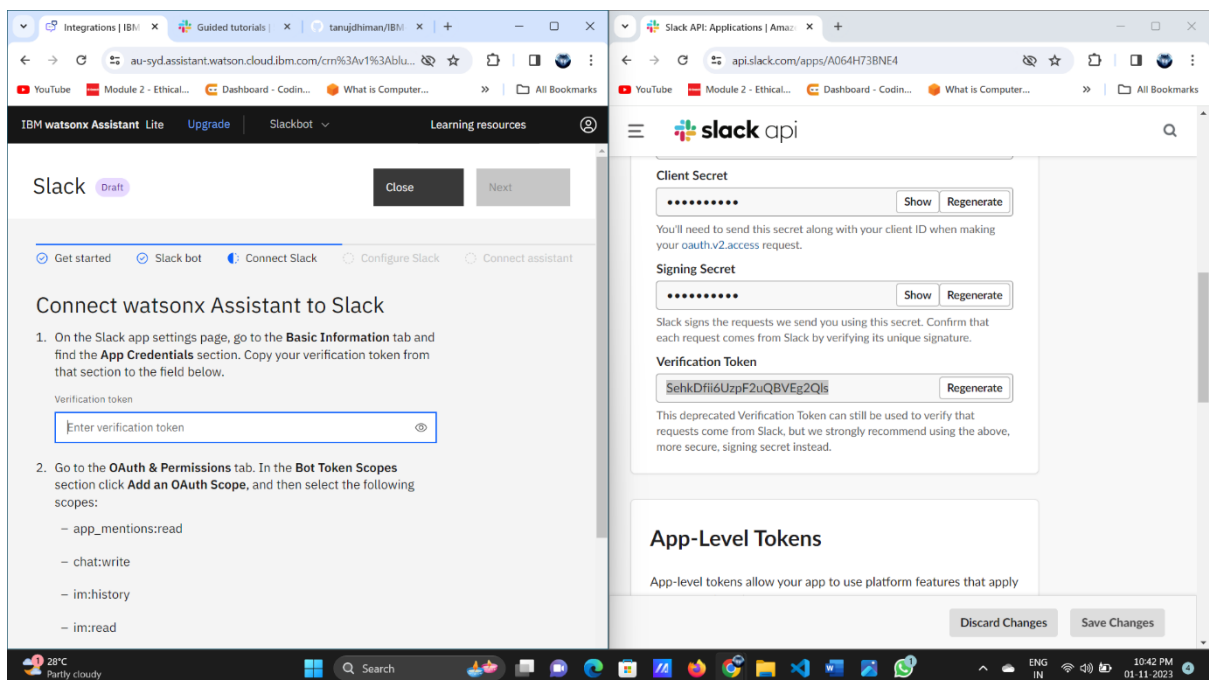 Integrations | IBM
Guided tutorials |
tanujdhiman/IBM
au-syd.assistant.watson.cloud.ibm.com/crn%3Av1%3Ablu...
YouTube
Module 2 - Ethical...
Dashboard - Codin...
What is Computer...
»
All Bookmarks
IBM watsonx Assistant Lite
Upgrade
Slackbot
Learning resources
Slack
Draft
Close
Next
Get started
Slack bot
Connect Slack
Configure Slack
Connect assistant
Connect watsonx Assistant to Slack
1. On the Slack app settings page, go to the Basic Information tab and
find the App Credentials section. Copy your verification token from
that section to the field below.
Verification token
Enter verification token
2. Go to the OAuth & Permissions tab. In the Bot Token Scopes
section click Add an OAuth Scope, and then select the following
scopes:
– app_mentions:read
– chat:write
– im:history
– im:read
Slack API: Applications | Amaz
api.slack.com/apps/A064H73BNE4
YouTube
Module 2 - Ethical...
Dashboard - Codin...
What is Computer...
»
All Bookmarks
slack api
Client Secret
••••••••••
Show
Regenerate
You'll need to send this secret along with your client ID when making
your oauth.v2.access request.
Signing Secret
••••••••••
Show
Regenerate
Slack signs the requests we send you using this secret. Confirm that
each request comes from Slack by verifying its unique signature.
Verification Token
SehkDfii6UzpF2uQBVEg2Qls
Regenerate
This deprecated Verification Token can still be used to verify that
requests come from Slack, but we strongly recommend using the above,
more secure, signing secret instead.
App-Level Tokens
App-level tokens allow your app to use platform features that apply
Discard Changes
Save Changes
1
28°C
Partly cloudy
Search
ENG
IN
10:42 PM
01-11-2023
4